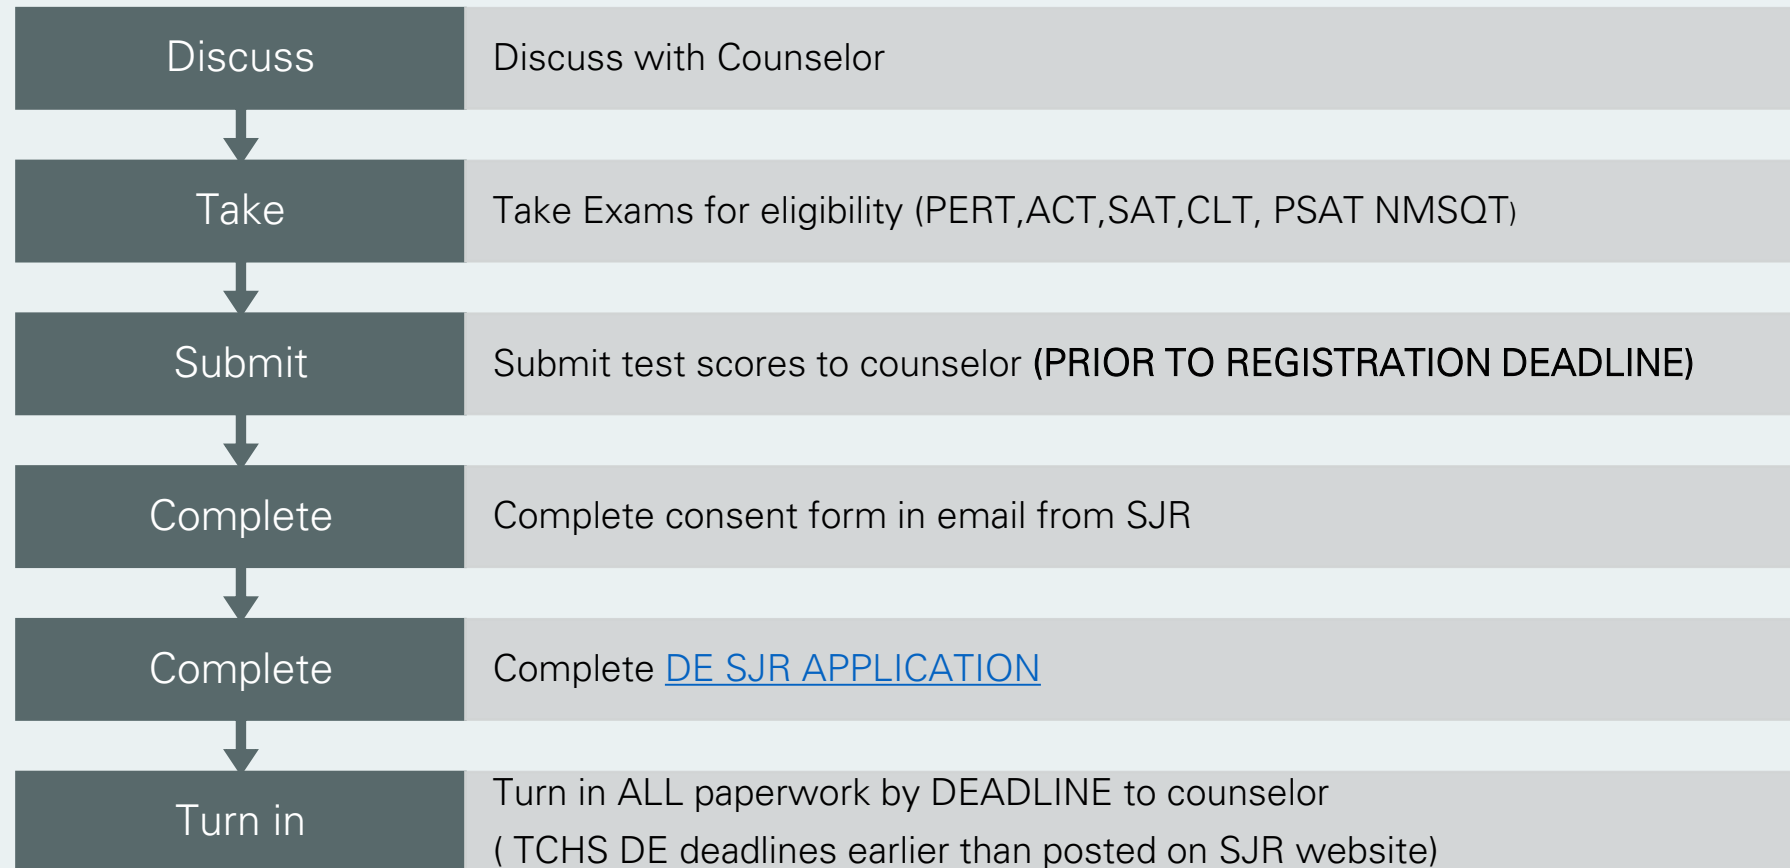 Discuss
Discuss with Counselor
Take
Take Exams for eligibility (PERT,ACT,SAT,CLT, PSAT NMSQT)
Submit
Submit test scores to counselor (PRIOR TO REGISTRATION DEADLINE)
Complete
Complete consent form in email from SJR
Complete
Complete DE SJR APPLICATION
Turn in
Turn in ALL paperwork by DEADLINE to counselor
( TCHS DE deadlines earlier than posted on SJR website)